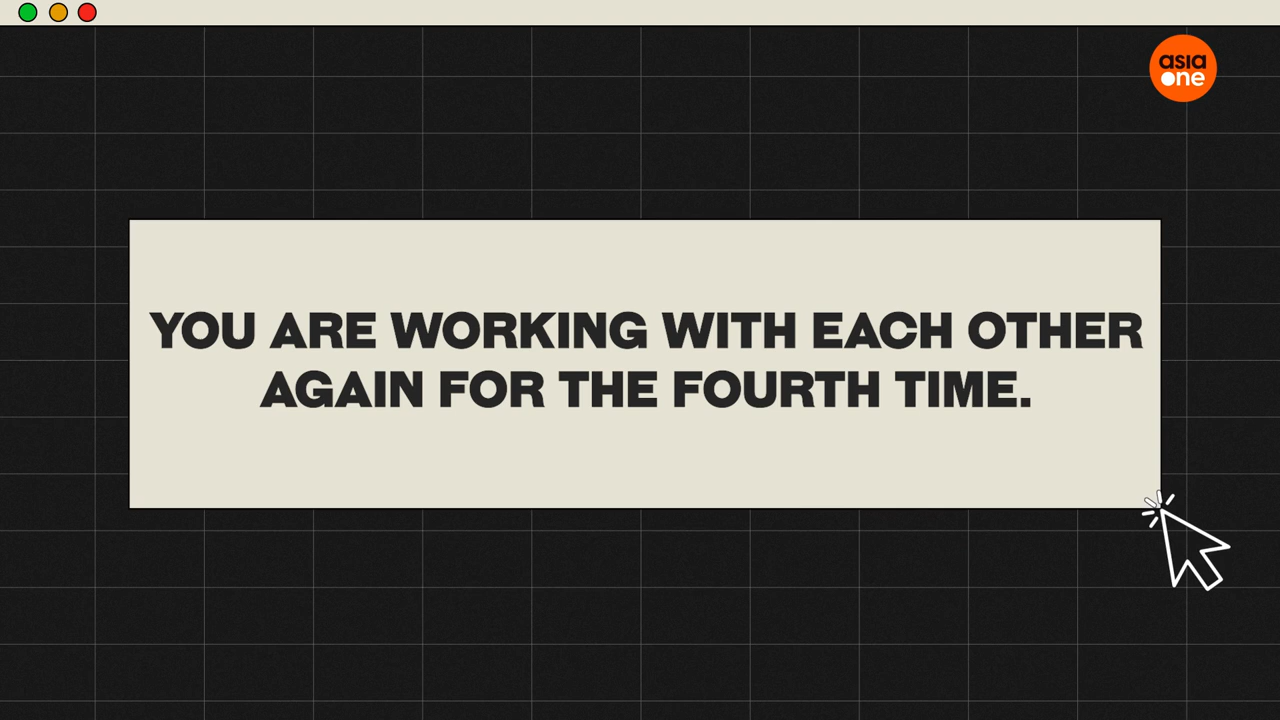 asia
one
YOU ARE WORKING WITH EACH OTHER
AGAIN FOR THE FOURTH TIME.